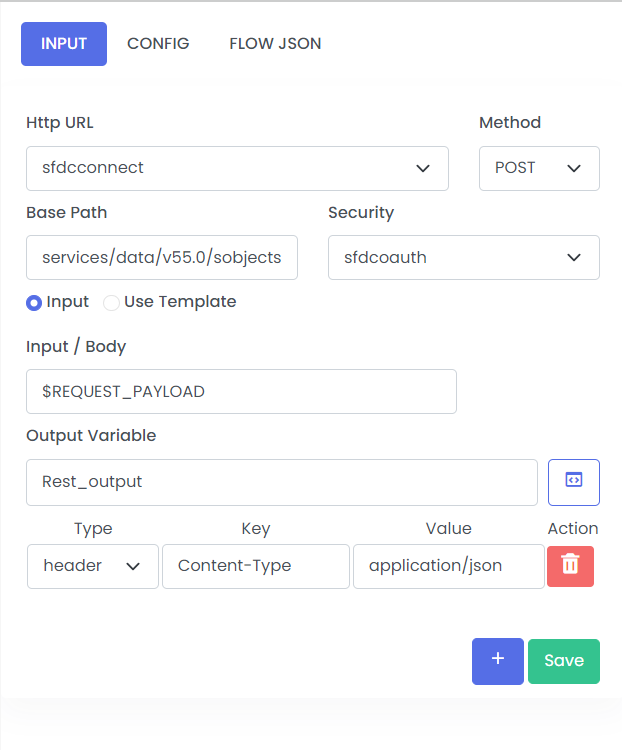 INPUT CONFIG FLOW JSON
Http URL Method
sfdcconnect POST
Base Path Security
services/data/v55.0/sobjects sfdcoauth
Input Use Template
Input / Body
$REQUEST_PAYLOAD
Output Variable
Rest_output
Type Key Value Action
header Content-Type application/json
+ Save